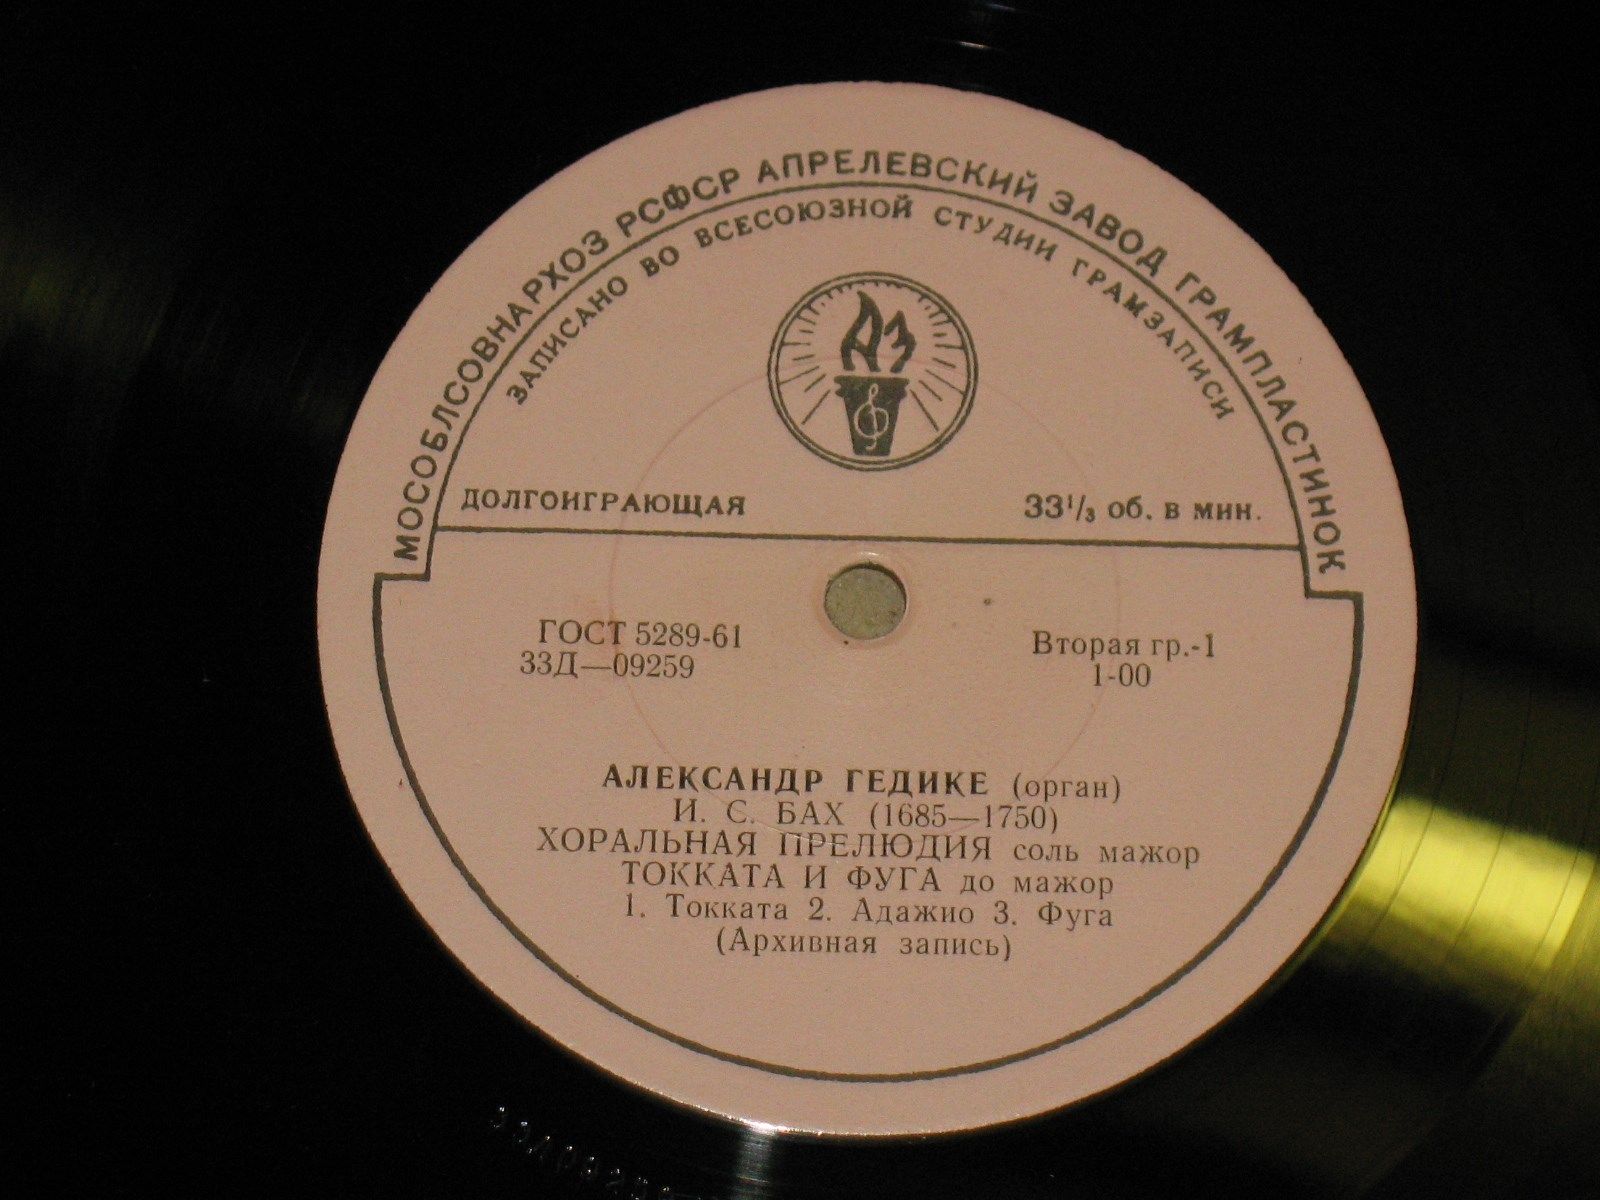 МОСОБЛСОВНАРХОЗ РСФСР АПРЕЛЕВСКИЙ ЗАВОД ГРАМПЛАСТИНОК
ЗАПИСАНО ВО ВСЕСОЮЗНОЙ СТУДИИ ГРАМЗАПИСИ
АЗ
ДОЛГОИГРАЮЩАЯ 33 1/3 об. в мин.
ГОСТ 5289-61 Вторая гр.-1
33Д—09259 1-00
АЛЕКСАНДР ГЕДИКЕ (орган)
И. С. БАХ (1685—1750)
ХОРАЛЬНАЯ ПРЕЛЮДИЯ соль мажор
ТОККАТА И ФУГА до мажор
1. Токката 2. Адажио 3. Фуга
(Архивная запись)